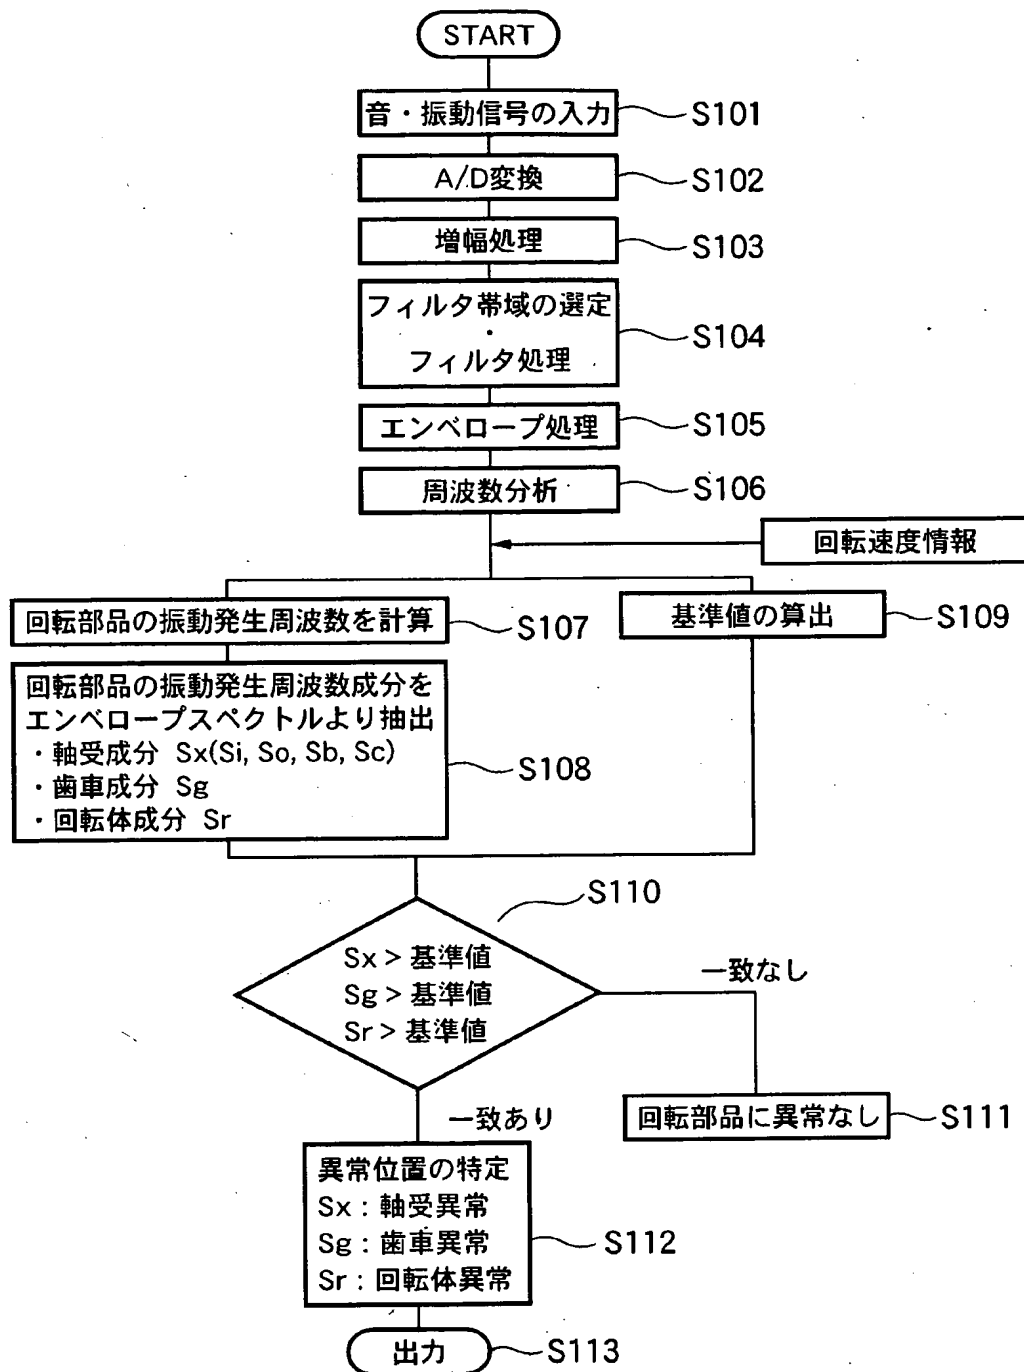 START
音・振動信号の入力 S101
A/D変換 S102
増幅処理 S103
フィルタ帯域の選定
・
フィルタ処理
S104
エンベロープ処理 S105
周波数分析 S106
回転速度情報
回転部品の振動発生周波数を計算 S107
基準値の算出 S109
回転部品の振動発生周波数成分を
エンベロープスペクトルより抽出
・軸受成分 Sx(Si, So, Sb, Sc)
・歯車成分 Sg
・回転体成分 Sr
S108
S110
Sx > 基準値
Sg > 基準値
Sr > 基準値
一致なし
回転部品に異常なし S111
一致あり
異常位置の特定
Sx : 軸受異常
Sg : 歯車異常
Sr : 回転体異常
S112
出力 S113